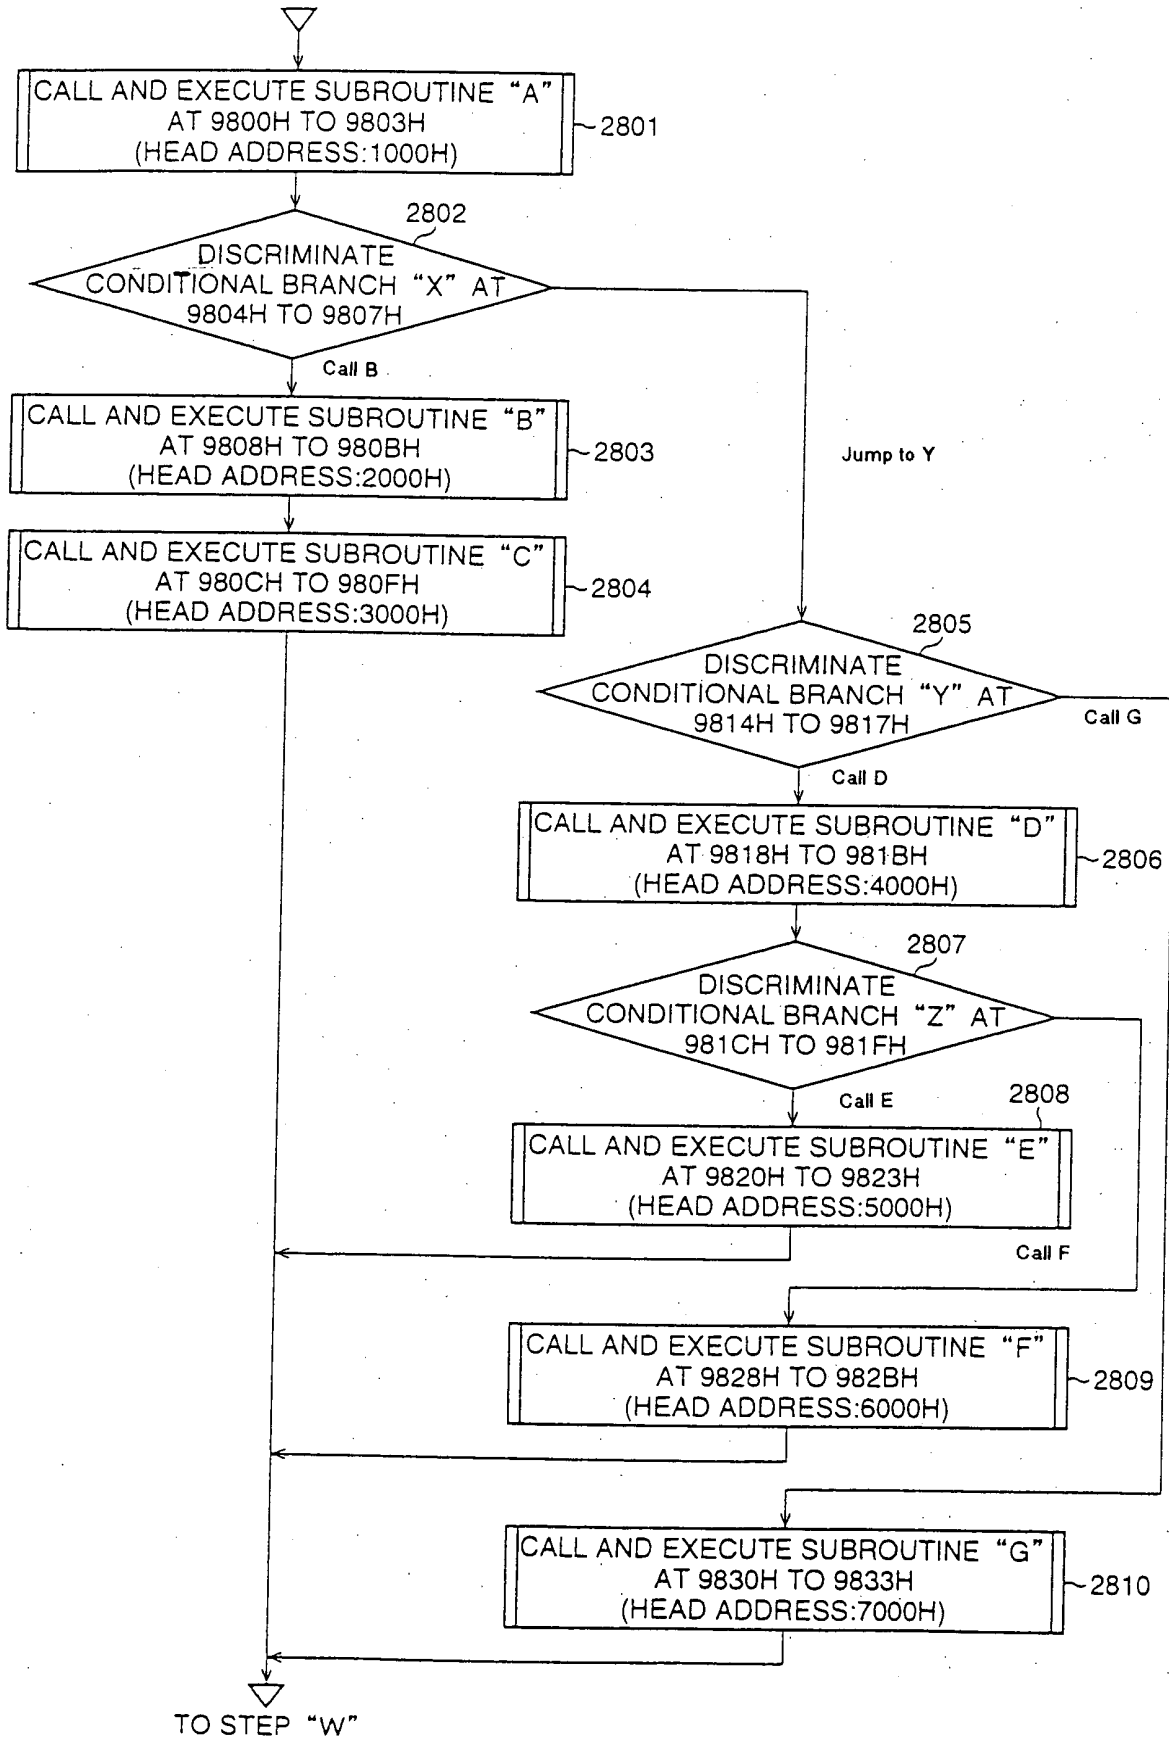 CALL AND EXECUTE SUBROUTINE “A”
AT 9800H TO 9803H
(HEAD ADDRESS:1000H)
2801
2802
DISCRIMINATE
CONDITIONAL BRANCH “X” AT
9804H TO 9807H
Call B
CALL AND EXECUTE SUBROUTINE “B”
AT 9808H TO 980BH
(HEAD ADDRESS:2000H)
2803
Jump to Y
CALL AND EXECUTE SUBROUTINE “C”
AT 980CH TO 980FH
(HEAD ADDRESS:3000H)
2804
2805
DISCRIMINATE
CONDITIONAL BRANCH “Y” AT
9814H TO 9817H
Call G
Call D
CALL AND EXECUTE SUBROUTINE “D”
AT 9818H TO 981BH
(HEAD ADDRESS:4000H)
2806
2807
DISCRIMINATE
CONDITIONAL BRANCH “Z” AT
981CH TO 981FH
Call E
2808
CALL AND EXECUTE SUBROUTINE “E”
AT 9820H TO 9823H
(HEAD ADDRESS:5000H)
Call F
CALL AND EXECUTE SUBROUTINE “F”
AT 9828H TO 982BH
(HEAD ADDRESS:6000H)
2809
CALL AND EXECUTE SUBROUTINE “G”
AT 9830H TO 9833H
(HEAD ADDRESS:7000H)
2810
TO STEP “W”